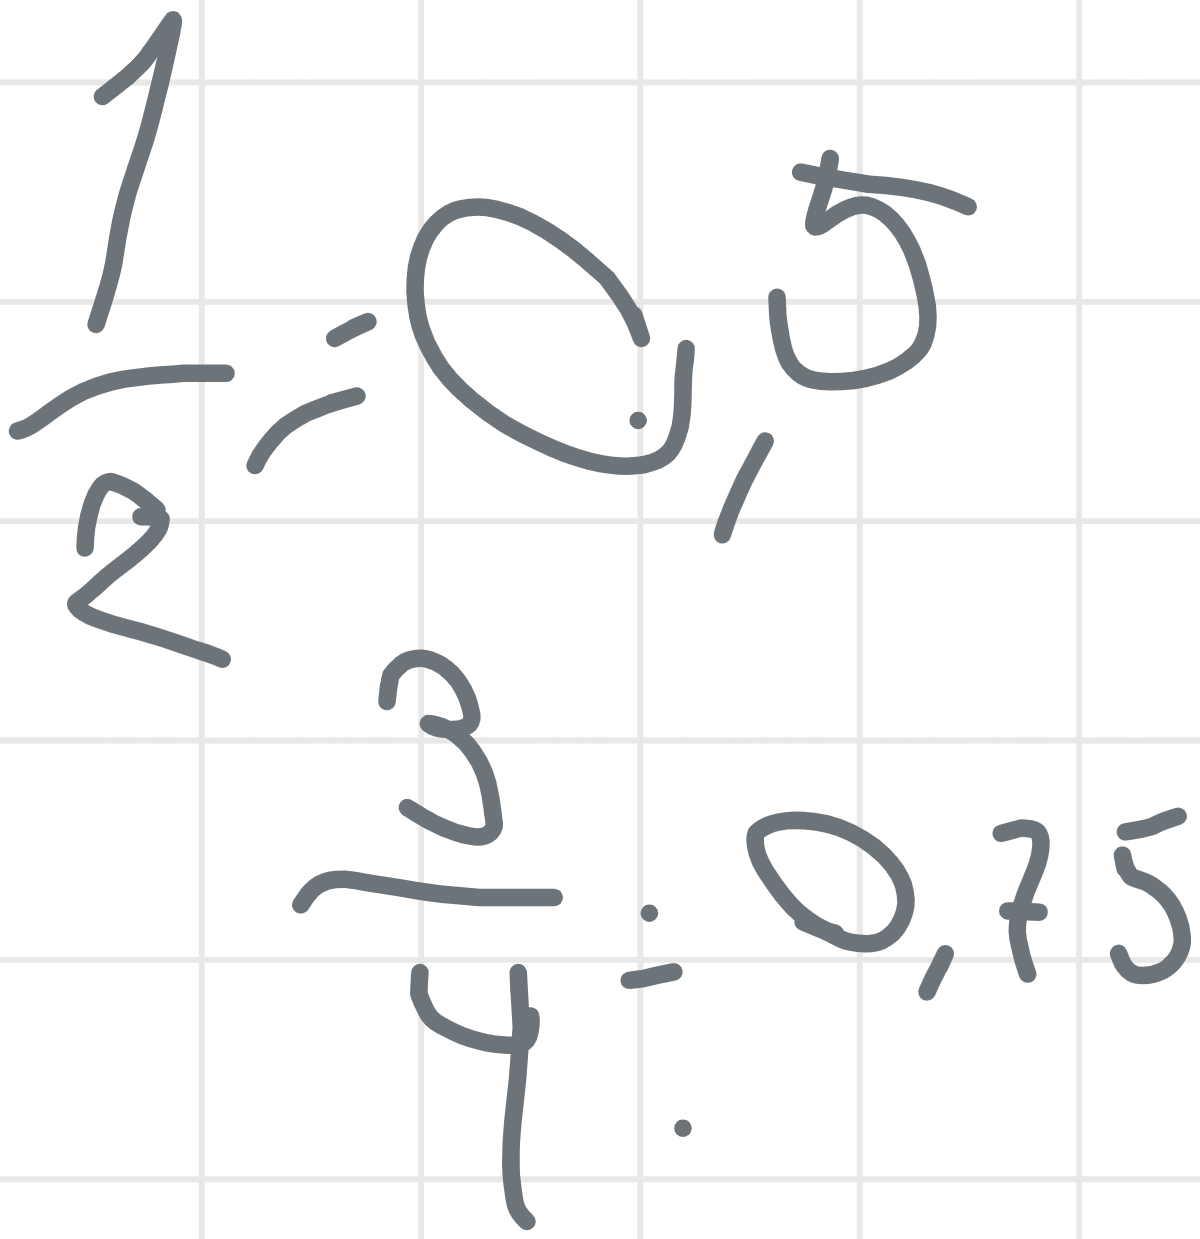 1/2 = 0,5
3/4 = 0,75